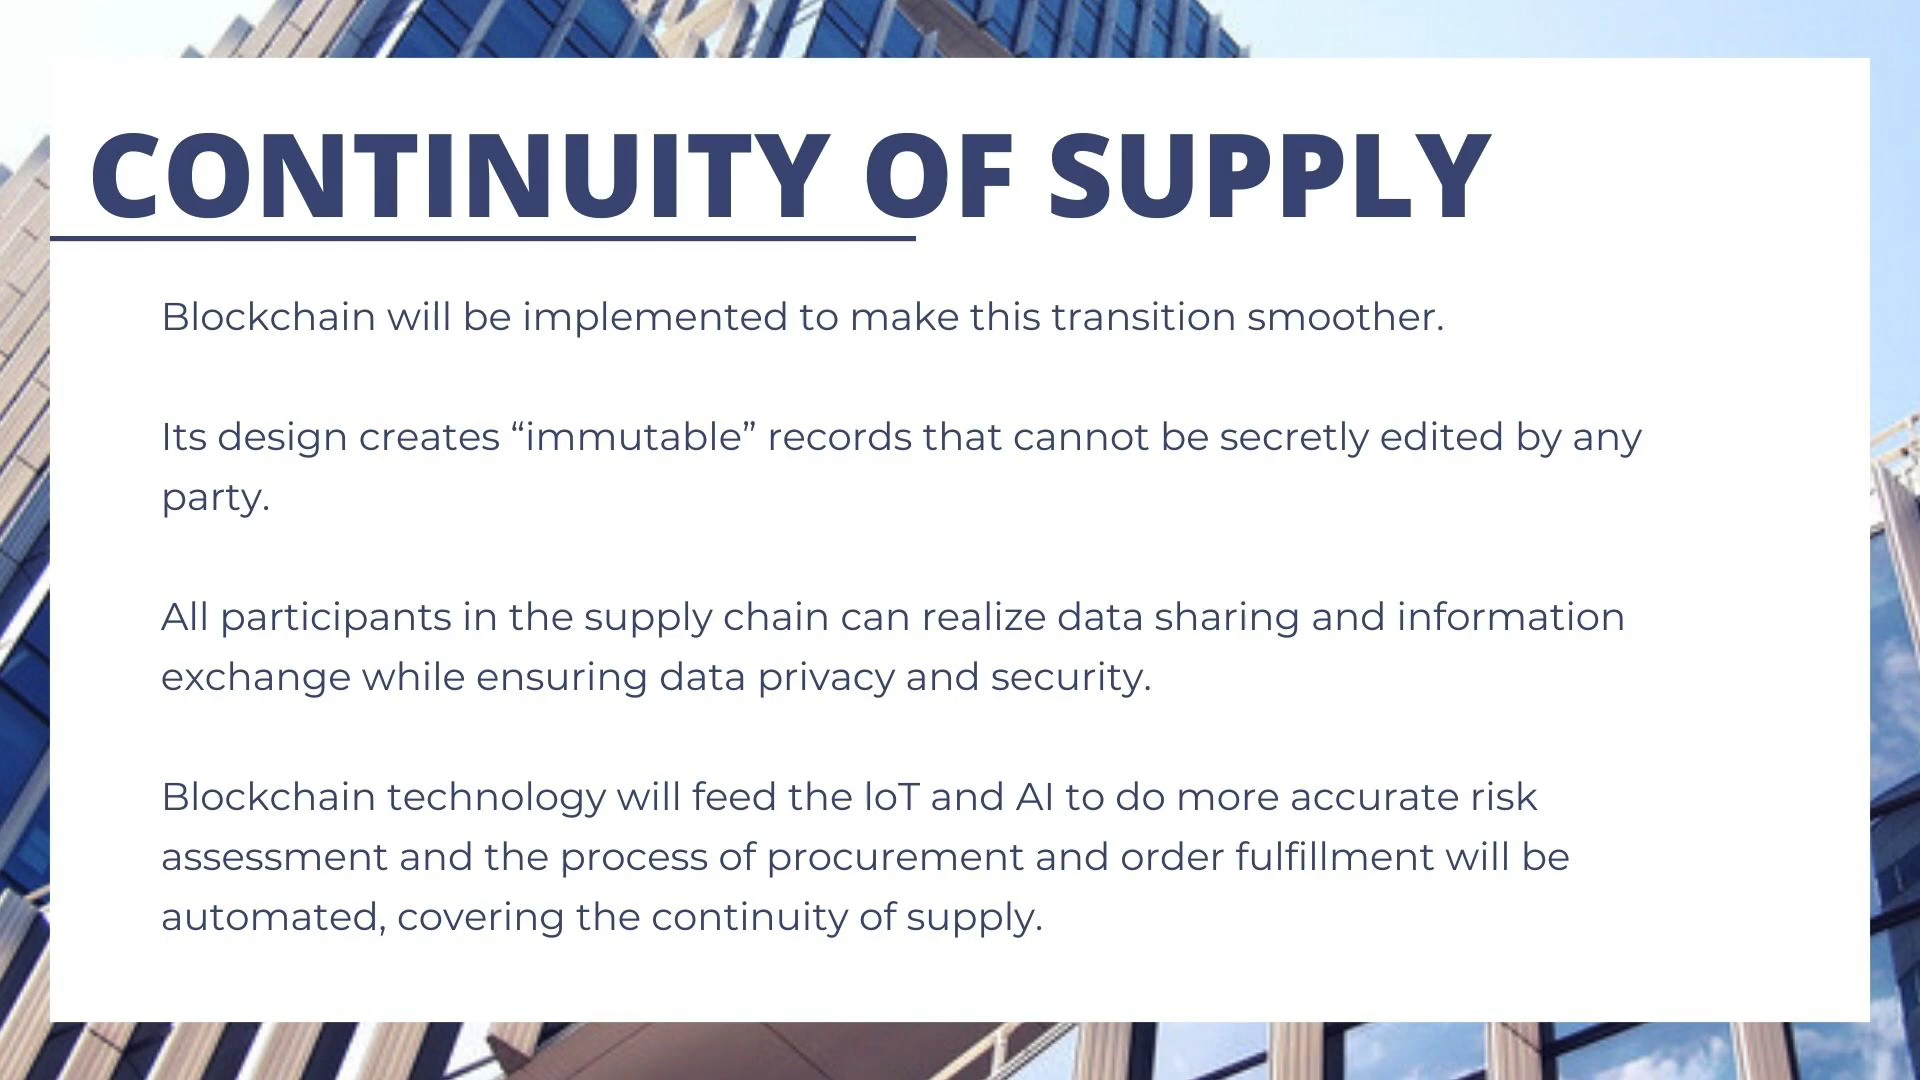 CONTINUITY OF SUPPLY
Blockchain will be implemented to make this transition smoother.
Its design creates “immutable” records that cannot be secretly edited by any
party.
All participants in the supply chain can realize data sharing and information
exchange while ensuring data privacy and security.
Blockchain technology will feed the loT and AI to do more accurate risk
assessment and the process of procurement and order fulfillment will be
automated, covering the continuity of supply.